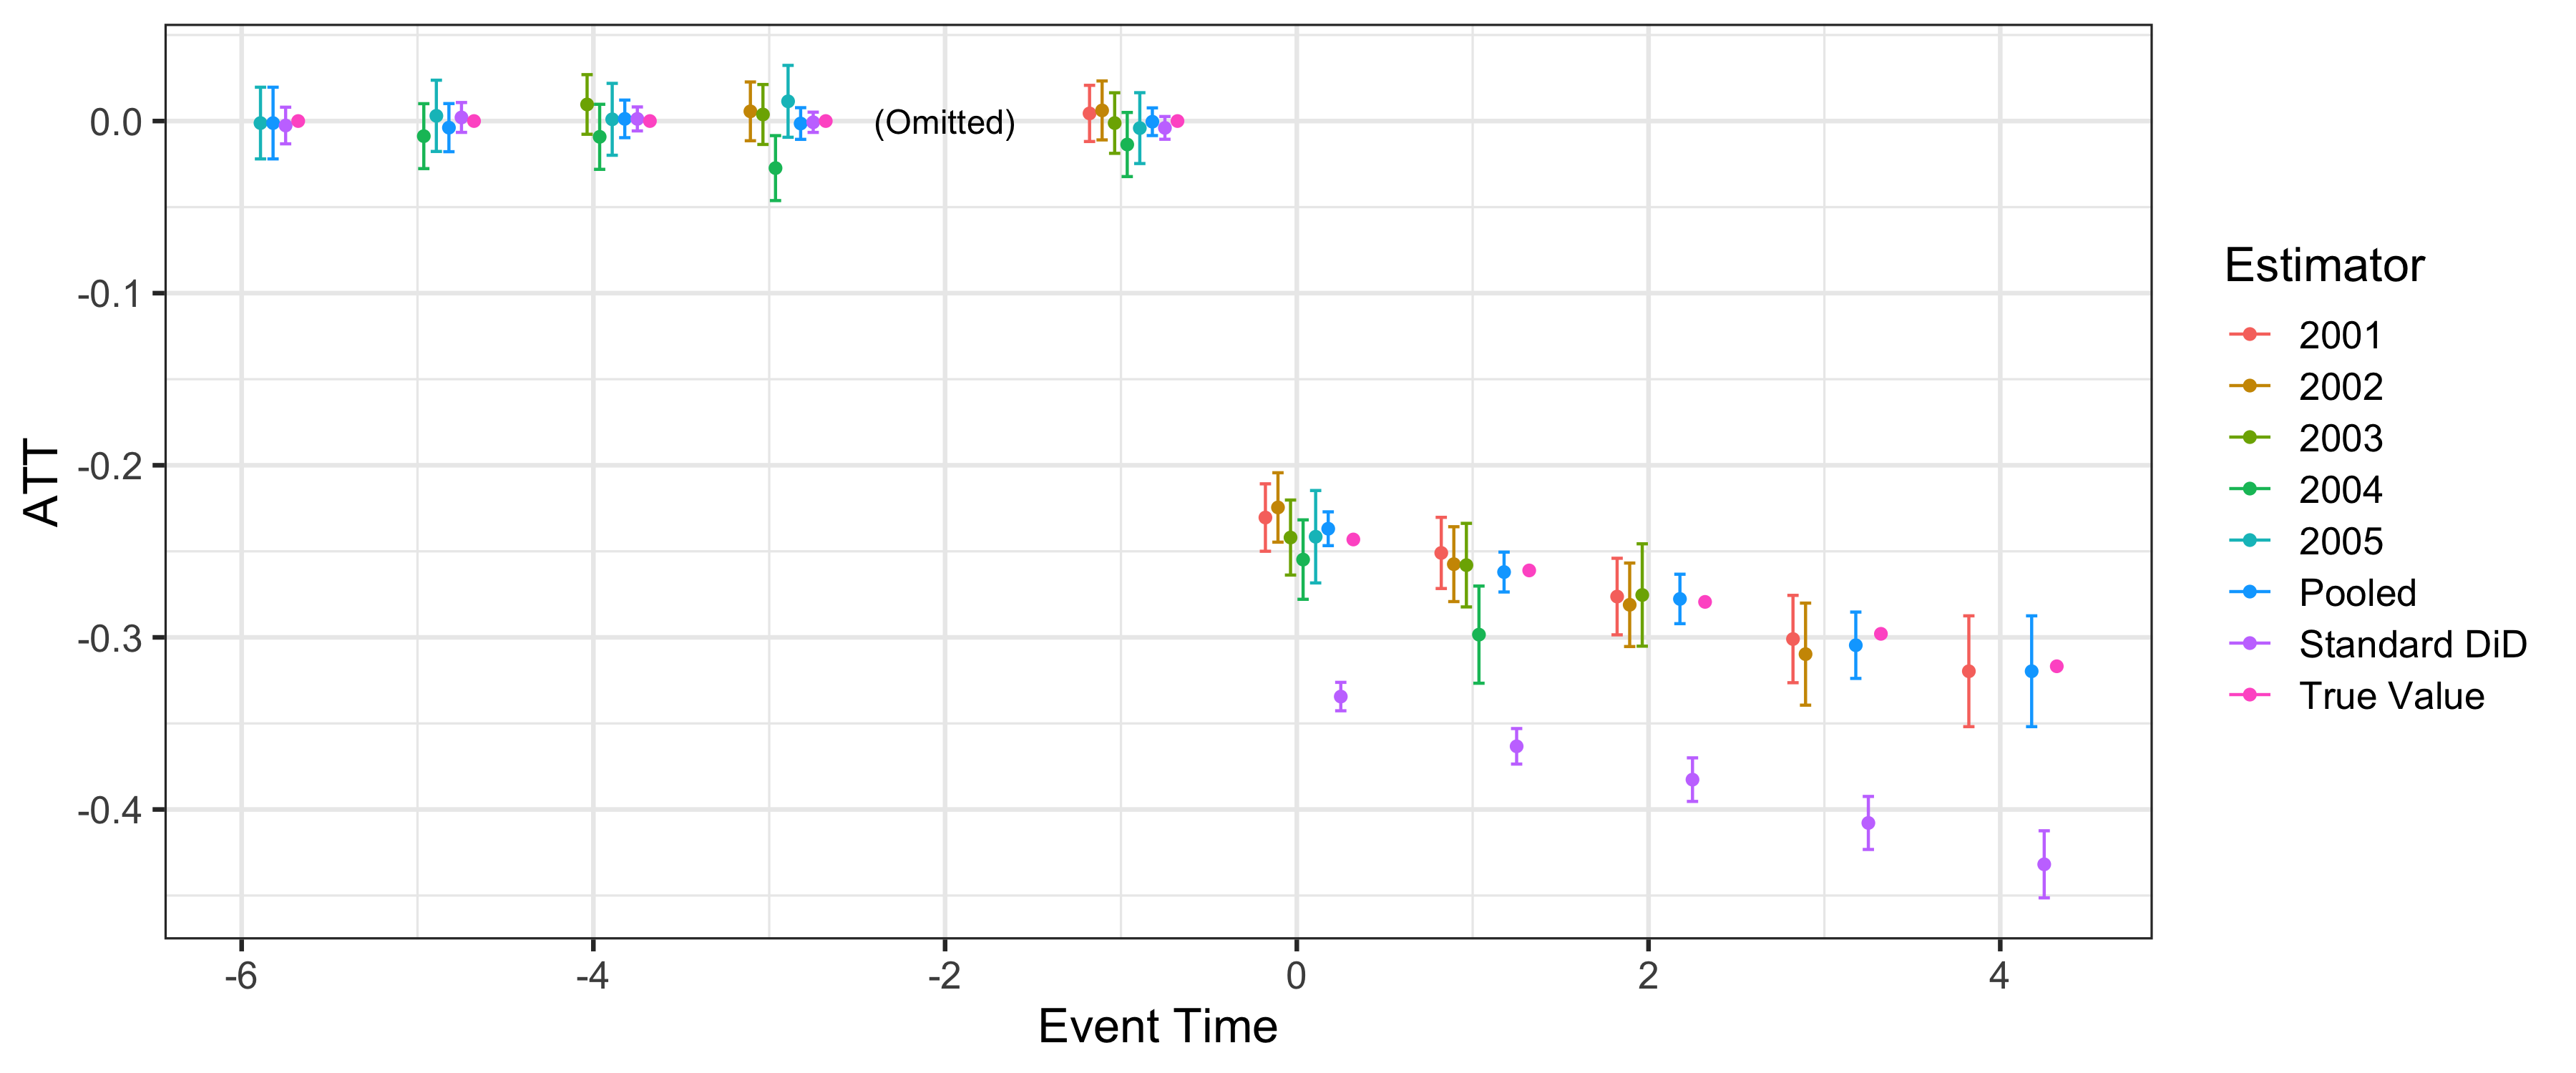 0.0
-0.1
-0.2
-0.3
-0.4
ATT
(Omitted)
-6
-4
-2
0
2
4
Event Time
Estimator
2001
2002
2003
2004
2005
Pooled
Standard DiD
True Value